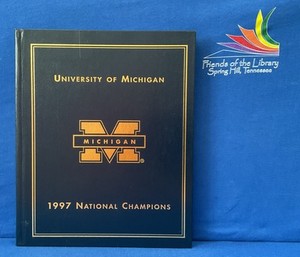 Friends of the Library
Spring Hill, Tennessee
UNIVERSITY OF MICHIGAN
M
MICHIGAN
®
1997 NATIONAL CHAMPIONS